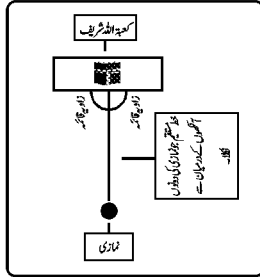 کعبۃ اللہ شریف
زاویہ قائمہ
زاویہ قائمہ
خط مستقیم جو نمازی کی دونوں
آنکھوں کے درمیان سے
نکلا۔
نمازی